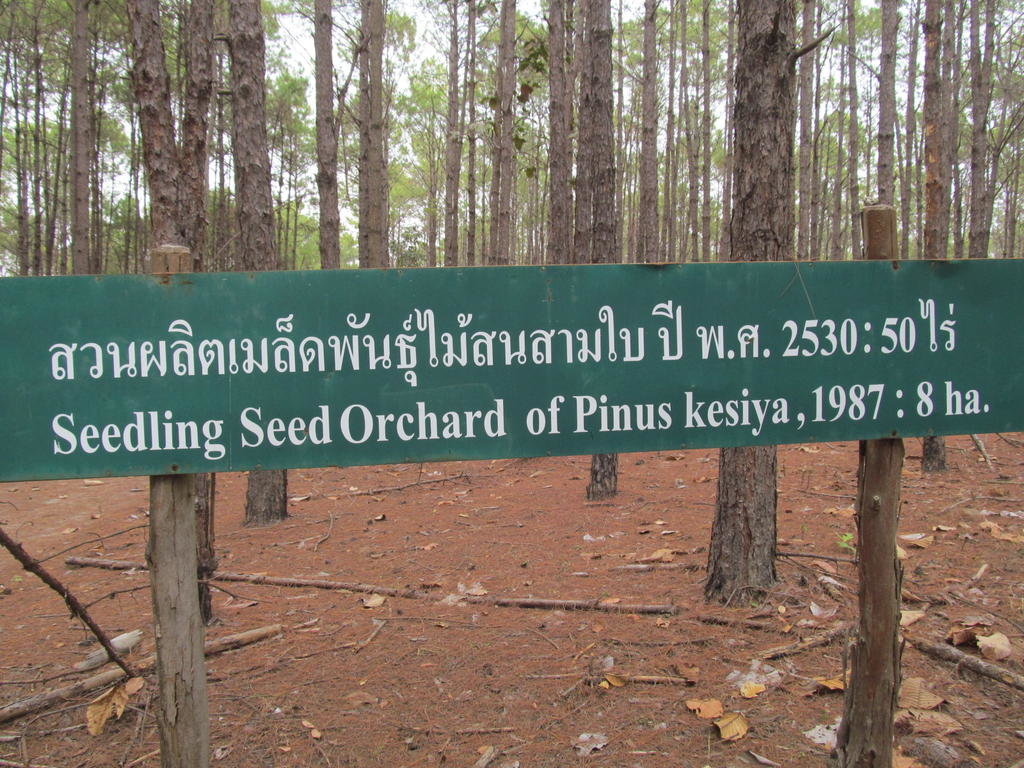 สวนผลิตเมล็ดพันธุ์ไม้สนสามใบ ปี พ.ศ. 2530:50 ไร่
Seedling Seed Orchard of Pinus kesiya, 1987 : 8 ha.